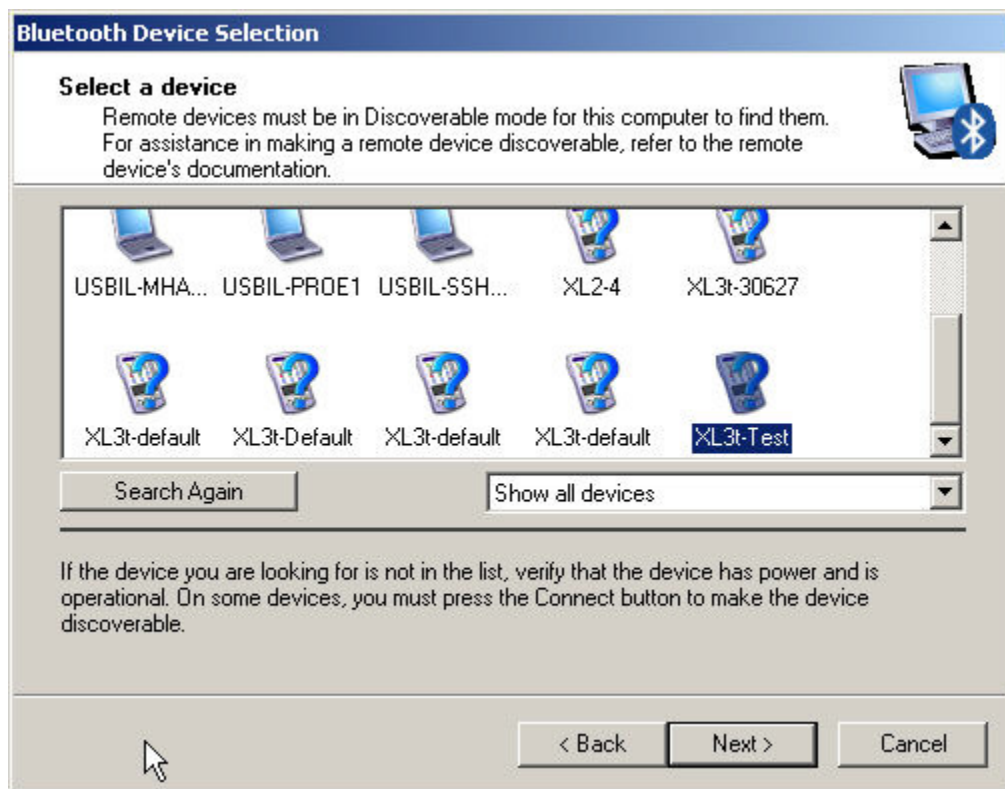 Bluetooth Device Selection
Select a device
Remote devices must be in Discoverable mode for this computer to find them.
For assistance in making a remote device discoverable, refer to the remote
device's documentation.
USBIL-MHA... USBIL-PROE1 USBIL-SSH... XL2-4 XL3t-30627
XL3t-default XL3t-Default XL3t-default XL3t-default XL3t-Test
Search Again Show all devices
If the device you are looking for is not in the list, verify that the device has power and is
operational. On some devices, you must press the Connect button to make the device
discoverable.
< Back Next > Cancel